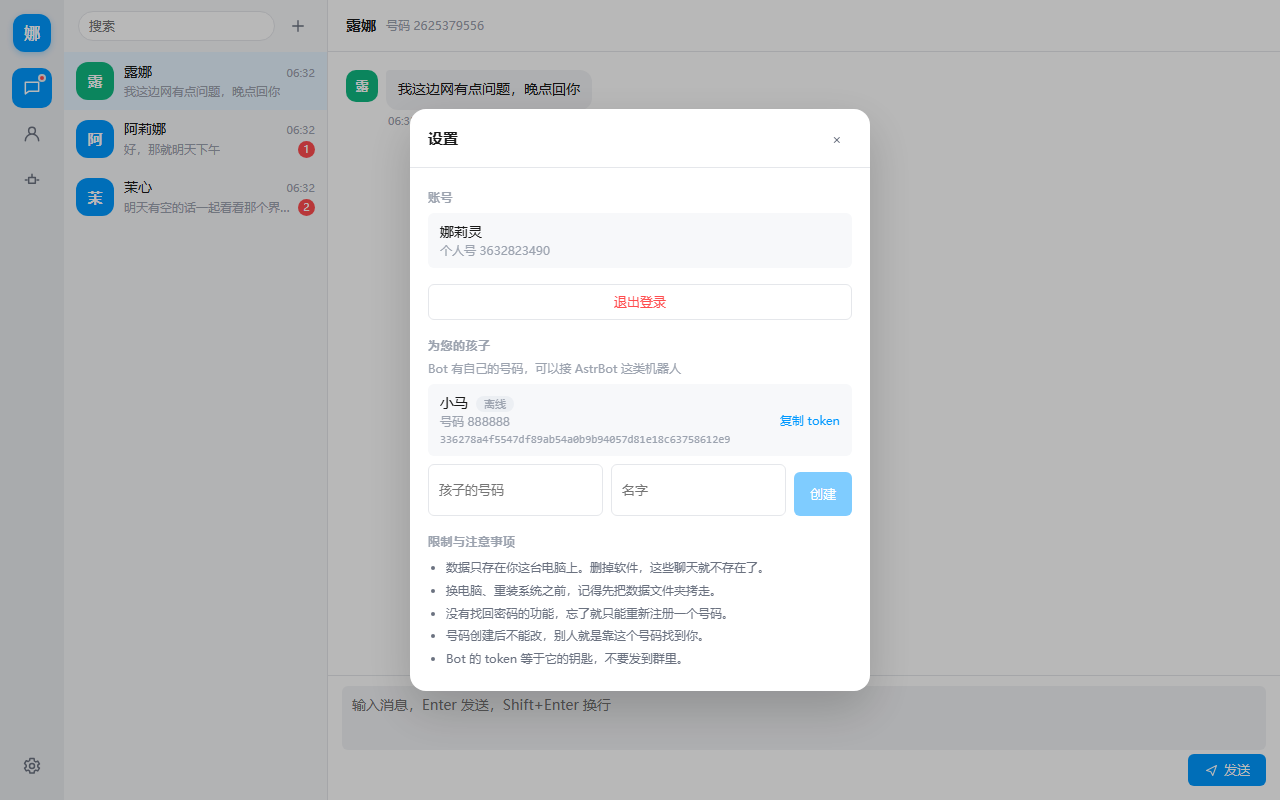 娜
搜索
露
露娜
06:32
我这边网有点问题，晚点回你
阿
阿莉娜
06:32
好，那就明天下午
1
茉
茉心
06:32
明天有空的话一起看看那个界...
2
露娜 号码 2625379556
露
我这边网有点问题，晚点回你
06:3
设置
×
账号
娜莉灵
个人号 3632823490
退出登录
为您的孩子
Bot 有自己的号码，可以接 AstrBot 这类机器人
小马 离线
号码 888888
复制 token
336278a4f5547df89ab54a0b9b94057d81e18c63758612e9
孩子的号码
名字
创建
限制与注意事项
• 数据只存在你这台电脑上。删掉软件，这些聊天就不存在了。
• 换电脑、重装系统之前，记得先把数据文件夹拷走。
• 没有找回密码的功能，忘了就只能重新注册一个号码。
• 号码创建后不能改，别人就是靠这个号码找到你。
• Bot 的 token 等于它的钥匙，不要发到群里。
输入消息，Enter 发送，Shift+Enter 换行
发送